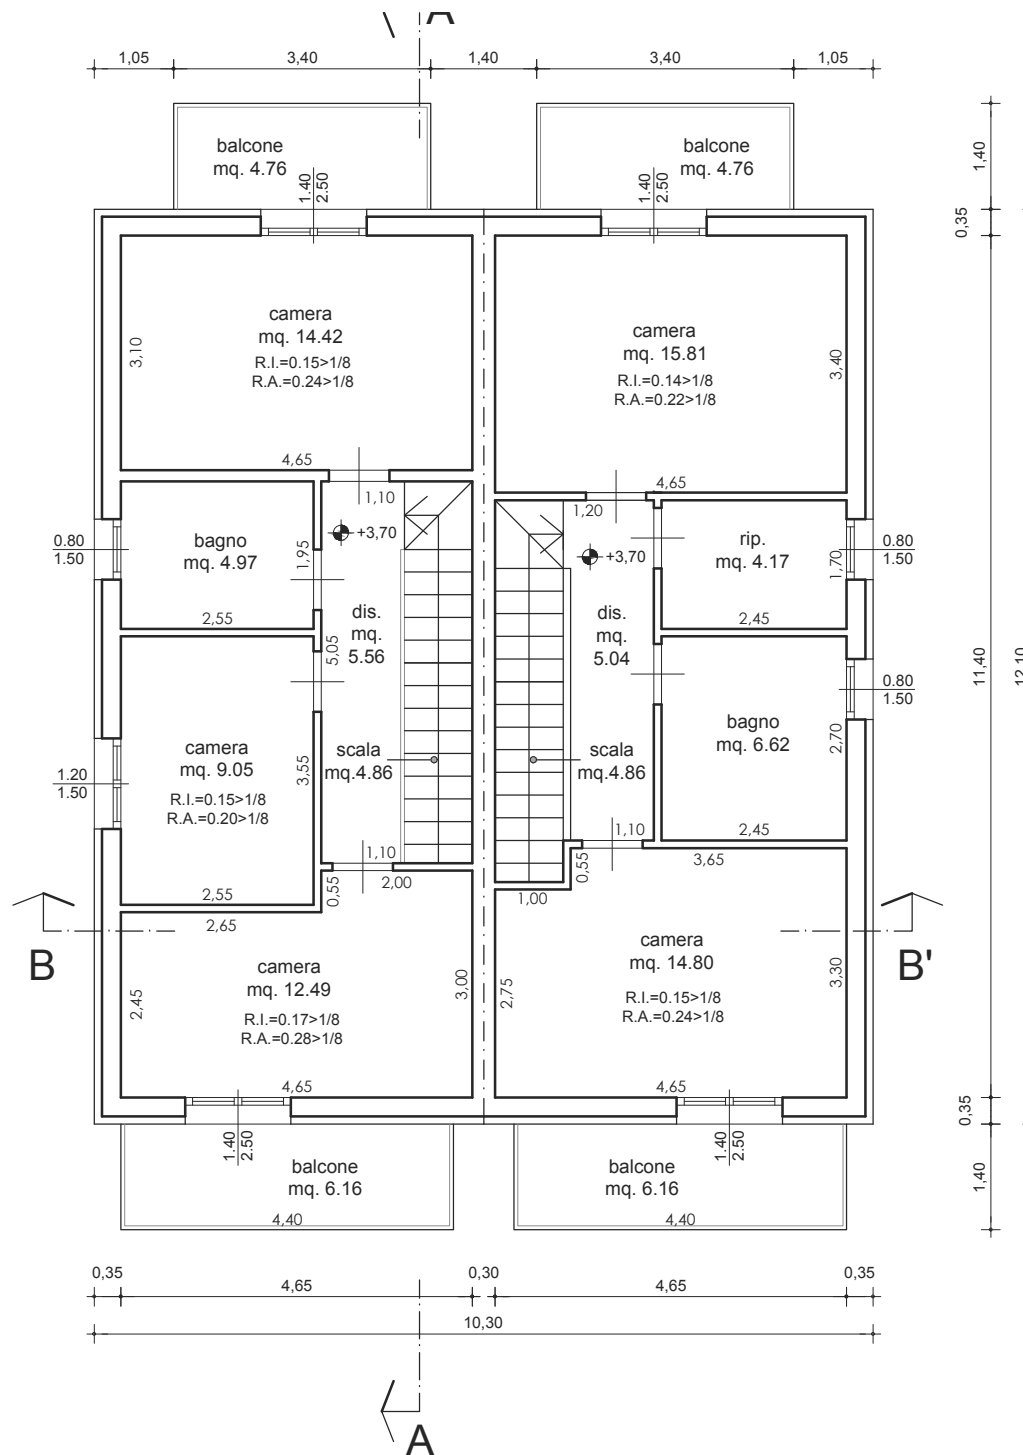 A
1,05
3,40
1,40
3,40
1,05
balcone
mq. 4.76
balcone
mq. 4.76
1.40
2.50
1.40
2.50
1,40
0,35
camera
mq. 14.42
R.I.=0.15>1/8
R.A.=0.24>1/8
3,10
4,65
camera
mq. 15.81
R.I.=0.14>1/8
R.A.=0.22>1/8
3,40
4,65
1,10
1,20
+3,70
+3,70
0.80
1.50
bagno
mq. 4.97
1,95
2,55
rip.
mq. 4.17
1,70
2,45
0.80
1.50
dis.
mq.
5.56
5,05
dis.
mq.
5.04
11,40
12,10
0.80
1.50
bagno
mq. 6.62
2,70
2,45
camera
mq. 9.05
R.I.=0.15>1/8
R.A.=0.20>1/8
3,55
2,55
1.20
1.50
scala
mq.4.86
scala
mq.4.86
1,10
2,00
0,55
1,10
3,65
0,55
1,00
2,65
B
B'
camera
mq. 12.49
R.I.=0.17>1/8
R.A.=0.28>1/8
2,45
3,00
4,65
camera
mq. 14.80
R.I.=0.15>1/8
R.A.=0.24>1/8
2,75
3,30
4,65
0,35
1.40
2.50
1.40
2.50
balcone
mq. 6.16
4,40
balcone
mq. 6.16
4,40
1,40
0,35
4,65
0,30
4,65
0,35
10,30
A